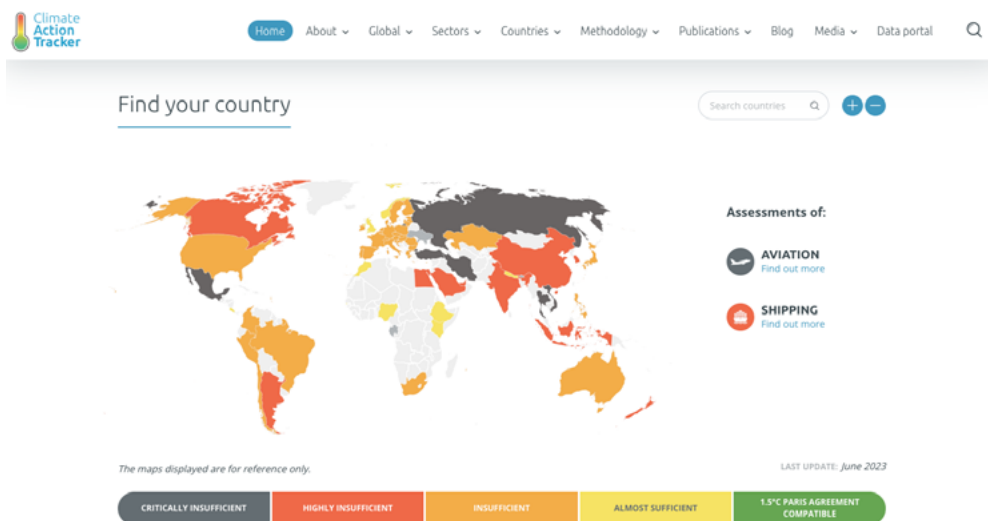 Climate
Action
Tracker
Home About Global Sectors Countries Methodology Publications Blog Media Data portal
Find your country
Search countries
Assessments of:
AVIATION
Find out more
SHIPPING
Find out more
The maps displayed are for reference only.
LAST UPDATE: June 2023
CRITICALLY INSUFFICIENT HIGHLY INSUFFICIENT INSUFFICIENT ALMOST SUFFICIENT 1.5°C PARIS AGREEMENT
COMPATIBLE